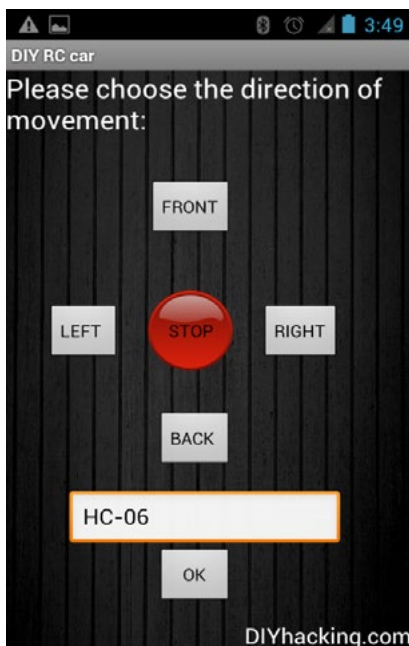 3:49
DIY RC car
Please choose the direction of
movement:
FRONT
LEFT
STOP
RIGHT
BACK
HC-06
OK
DIYhacking.com